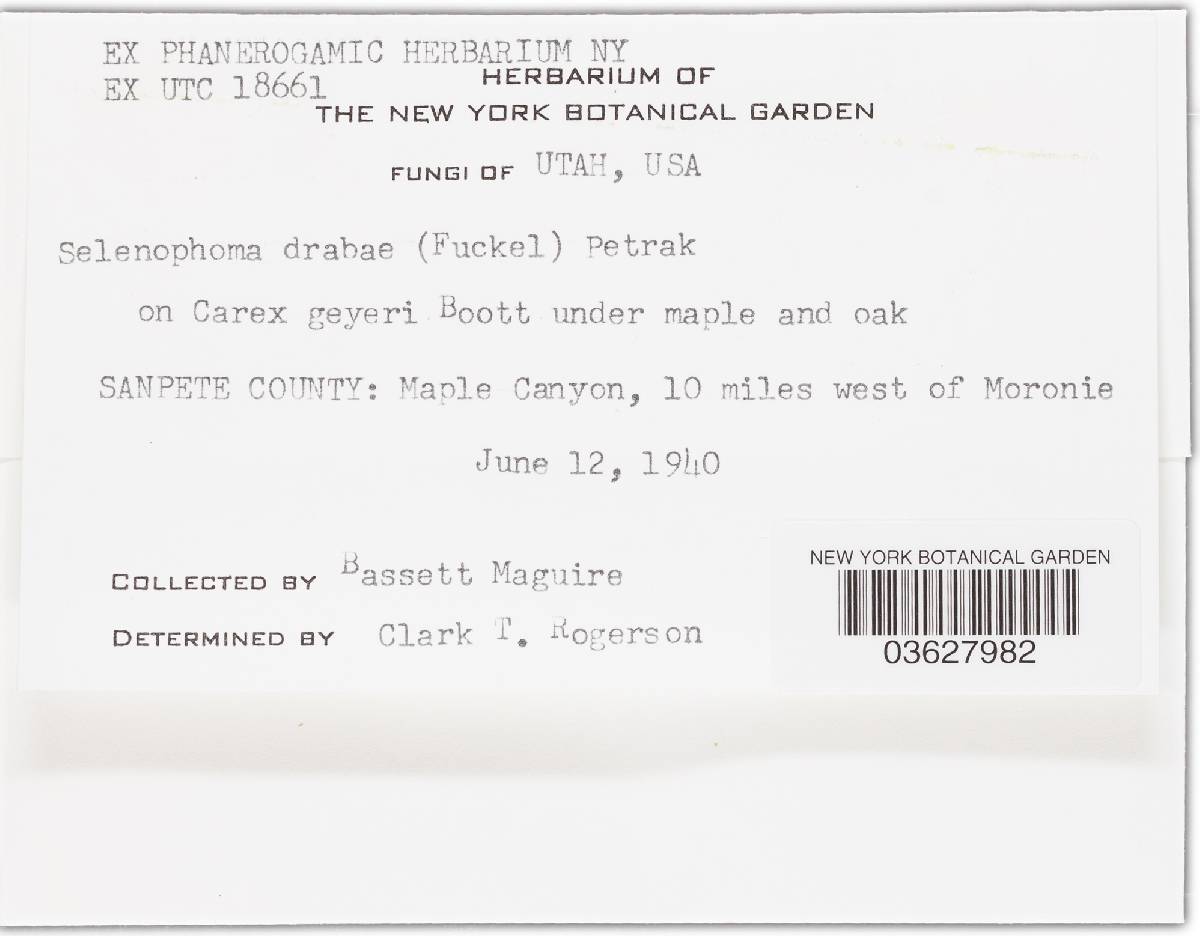 EX PHANEROGAMIC HERBARIUM NY
EX UTC 18661
HERBARIUM OF
THE NEW YORK BOTANICAL GARDEN
FUNGI OF UTAH, USA
Selenophoma drabae (Fuckel) Petrak
on Carex geyeri Boott under maple and oak
SANPETE COUNTY: Maple Canyon, 10 miles west of Moronie
June 12, 1940
COLLECTED BY Bassett Maguire
DETERMINED BY Clark T. Rogerson
NEW YORK BOTANICAL GARDEN
03627982